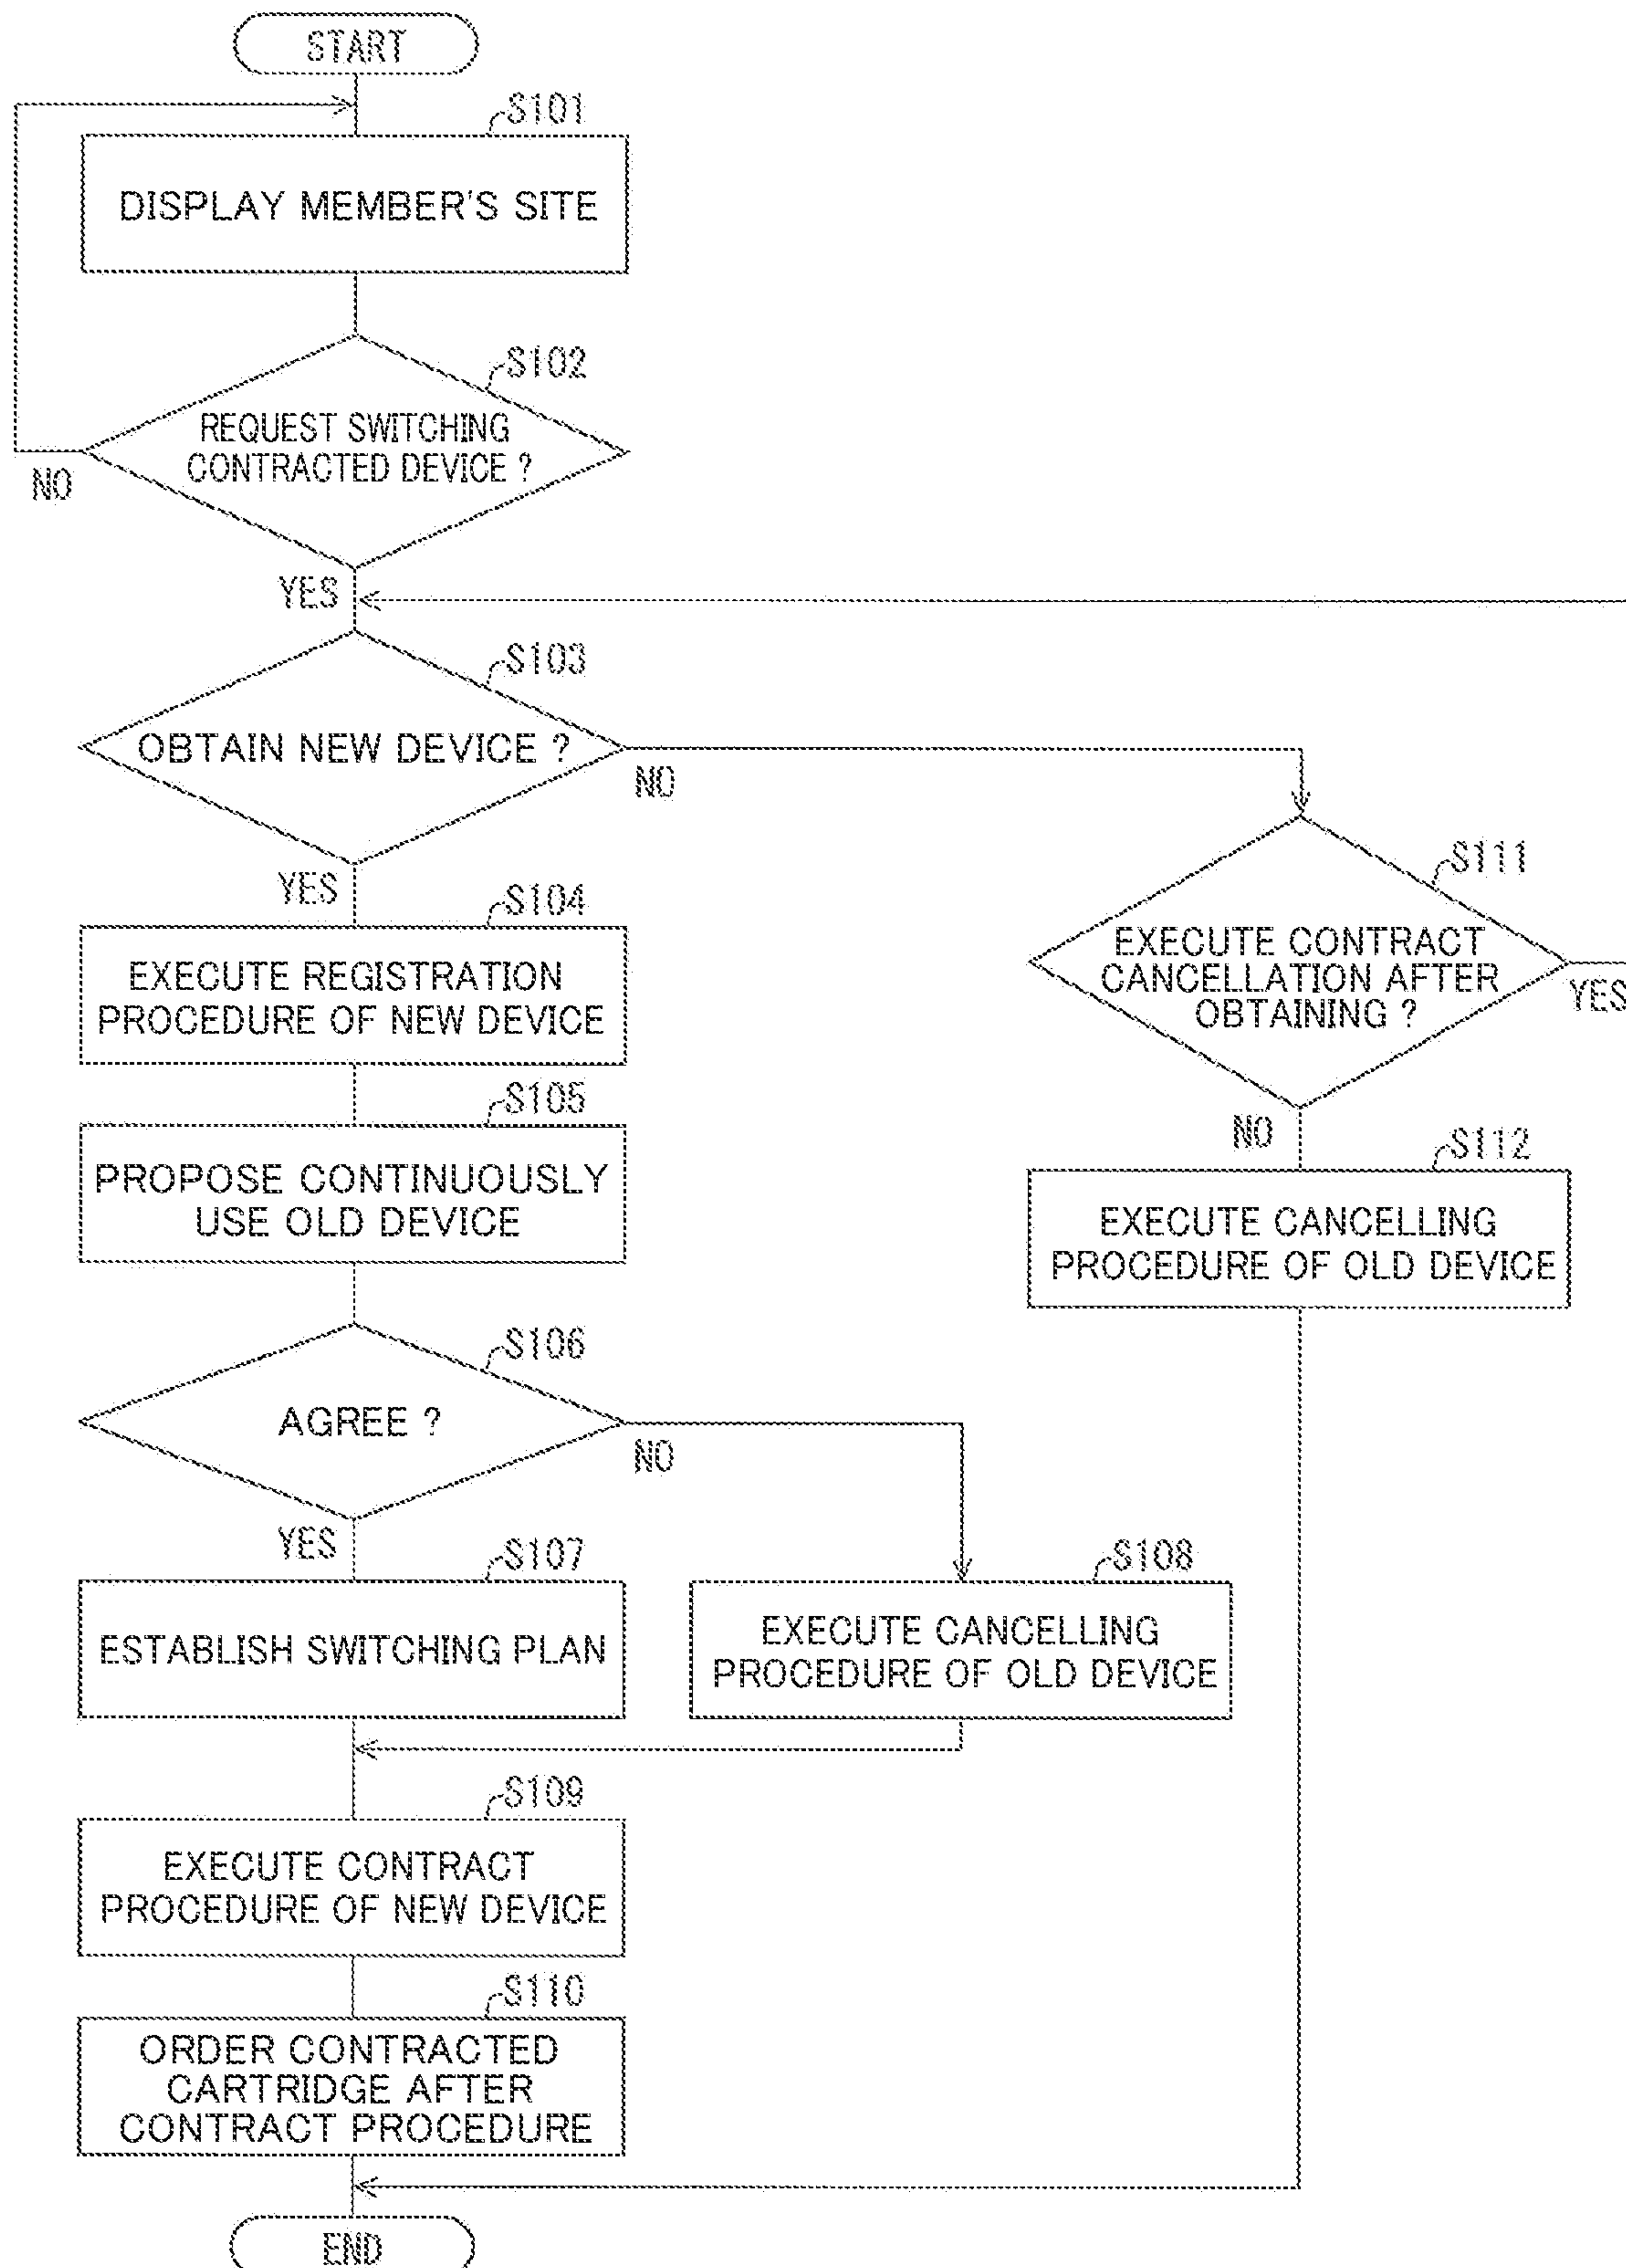 START
S101
DISPLAY MEMBER'S SITE
S102
REQUEST SWITCHING
CONTRACTED DEVICE ?
NO
YES
S103
OBTAIN NEW DEVICE ?
NO
YES
S111
EXECUTE CONTRACT
CANCELLATION AFTER
OBTAINING ?
YES
NO
S104
EXECUTE REGISTRATION
PROCEDURE OF NEW DEVICE
S105
PROPOSE CONTINUOUSLY
USE OLD DEVICE
S112
EXECUTE CANCELLING
PROCEDURE OF OLD DEVICE
S106
AGREE ?
NO
YES
S107
ESTABLISH SWITCHING PLAN
S108
EXECUTE CANCELLING
PROCEDURE OF OLD DEVICE
S109
EXECUTE CONTRACT
PROCEDURE OF NEW DEVICE
S110
ORDER CONTRACTED
CARTRIDGE AFTER
CONTRACT PROCEDURE
END